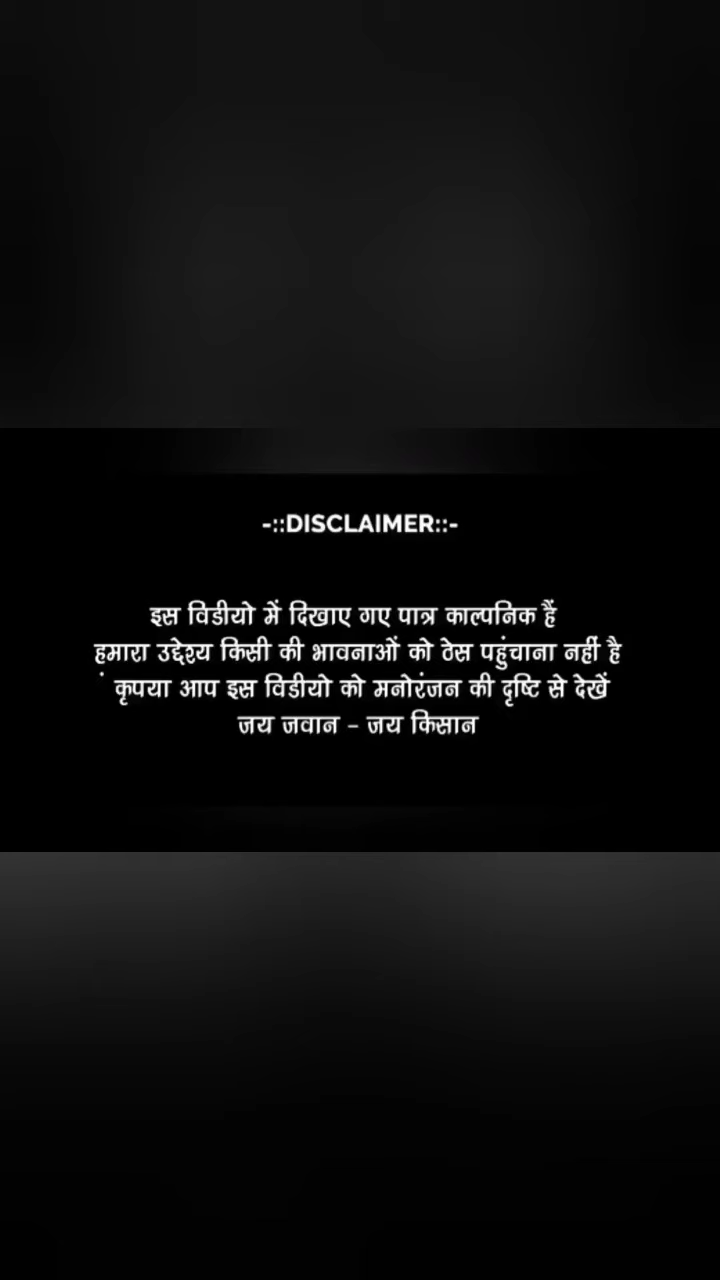 -::DISCLAIMER::-
इस विडीयो में दिखाए गए पात्र काल्पनिक हैं
हमारा उद्देश्य किसी की भावनाओं को ठेस पहुंचाना नहीं है
कृपया आप इस विडीयो को मनोरंजन की दृष्टि से देखें
जय जवान - जय किसान